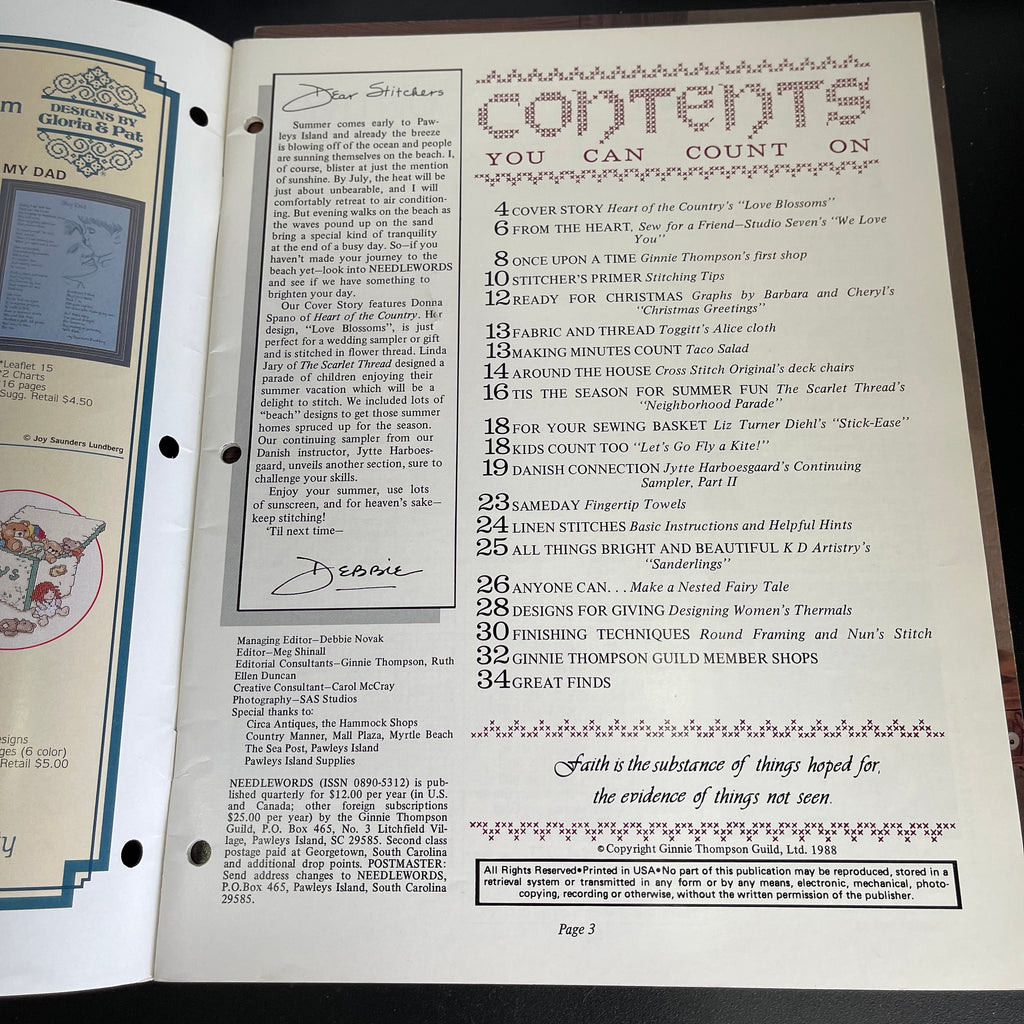 m
DESIGNS BY
Gloria & Pat
MY DAD
*Leaflet 15
*2 Charts
*16 pages
Sugg. Retail $4.50
© Joy Saunders Lundberg
signs
ges (6 color)
Retail $5.00
y
Dear Stitchers
Summer comes early to Paw-
leys Island and already the breeze
is blowing off of the ocean and people
are sunning themselves on the beach. I,
of course, blister at just the mention
of sunshine. By July, the heat will be
just about unbearable, and I will
comfortably retreat to air condition-
ing. But evening walks on the beach as
the waves pound up on the sand
bring a special kind of tranquility
at the end of a busy day. So—if you
haven't made your journey to the
beach yet—look into NEEDLEWORDS
and see if we have something to
brighten your day.
Our Cover Story features Donna
Spano of Heart of the Country. Her
design, "Love Blossoms", is just
perfect for a wedding sampler or gift
and is stitched in flower thread. Linda
Jary of The Scarlet Thread designed a
parade of children enjoying their
summer vacation which will be a
delight to stitch. We included lots of
"beach" designs to get those summer
homes spruced up for the season.
Our continuing sampler from our
Danish instructor, Jytte Harboes-
gaard, unveils another section, sure to
challenge your skills.
Enjoy your summer, use lots
of sunscreen, and for heaven's sake—
keep stitching!
'Til next time—
Debbie
Managing Editor—Debbie Novak
Editor—Meg Shinall
Editorial Consultants—Ginnie Thompson, Ruth
Ellen Duncan
Creative Consultant—Carol McCray
Photography—SAS Studios
Special thanks to:
Circa Antiques, the Hammock Shops
Country Manner, Mall Plaza, Myrtle Beach
The Sea Post, Pawleys Island
Pawleys Island Supplies
NEEDLEWORDS (ISSN 0890-5312) is pub-
lished quarterly for $12.00 per year (in U.S.
and Canada; other foreign subscriptions
$25.00 per year) by the Ginnie Thompson
Guild, P.O. Box 465, No. 3 Litchfield Vil-
lage, Pawleys Island, SC 29585. Second class
postage paid at Georgetown, South Carolina
and additional drop points. POSTMASTER:
Send address changes to NEEDLEWORDS,
P.O.Box 465, Pawleys Island, South Carolina
29585.
CONTENTS
YOU CAN COUNT ON
4 COVER STORY Heart of the Country's "Love Blossoms"
6 FROM THE HEART, Sew for a Friend—Studio Seven's "We Love
You"
8 ONCE UPON A TIME Ginnie Thompson's first shop
10 STITCHER'S PRIMER Stitching Tips
12 READY FOR CHRISTMAS Graphs by Barbara and Cheryl's
"Christmas Greetings"
13 FABRIC AND THREAD Toggitt's Alice cloth
13 MAKING MINUTES COUNT Taco Salad
14 AROUND THE HOUSE Cross Stitch Original's deck chairs
16 TIS THE SEASON FOR SUMMER FUN The Scarlet Thread's
"Neighborhood Parade"
18 FOR YOUR SEWING BASKET Liz Turner Diehl's "Stick-Ease"
18 KIDS COUNT TOO "Let's Go Fly a Kite!"
19 DANISH CONNECTION Jytte Harboesgaard's Continuing
Sampler, Part II
23 SAMEDAY Fingertip Towels
24 LINEN STITCHES Basic Instructions and Helpful Hints
25 ALL THINGS BRIGHT AND BEAUTIFUL K D Artistry's
"Sanderlings"
26 ANYONE CAN. . . Make a Nested Fairy Tale
28 DESIGNS FOR GIVING Designing Women's Thermals
30 FINISHING TECHNIQUES Round Framing and Nun's Stitch
32 GINNIE THOMPSON GUILD MEMBER SHOPS
34 GREAT FINDS
Faith is the substance of things hoped for,
the evidence of things not seen.
©Copyright Ginnie Thompson Guild, Ltd. 1988
All Rights Reserved•Printed in USA•No part of this publication may be reproduced, stored in a
retrieval system or transmitted in any form or by any means, electronic, mechanical, photo-
copying, recording or otherwise, without the written permission of the publisher.
Page 3